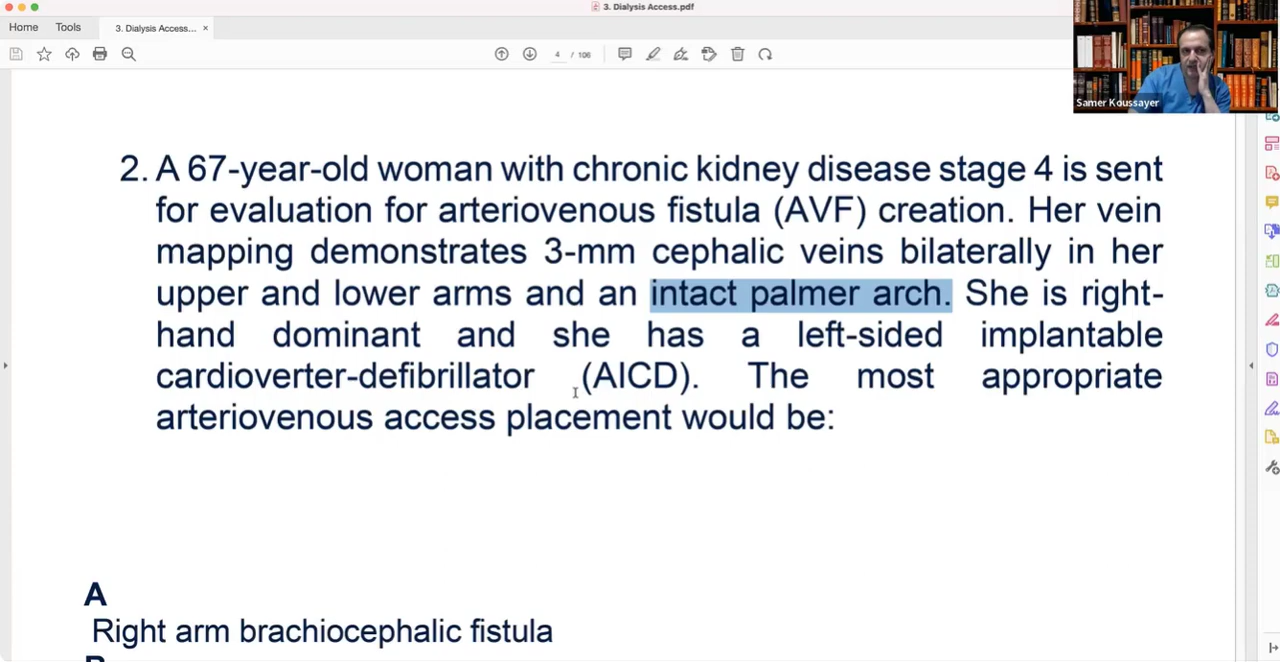 3. Dialysis Access.pdf
Home Tools 3. Dialysis Access... ×
4 / 106
Samer Koussayer
2. A 67-year-old woman with chronic kidney disease stage 4 is sent
for evaluation for arteriovenous fistula (AVF) creation. Her vein
mapping demonstrates 3-mm cephalic veins bilaterally in her
upper and lower arms and an intact palmer arch. She is right-
hand dominant and she has a left-sided implantable
cardioverter-defibrillator (AICD). The most appropriate
arteriovenous access placement would be:
A
Right arm brachiocephalic fistula
B